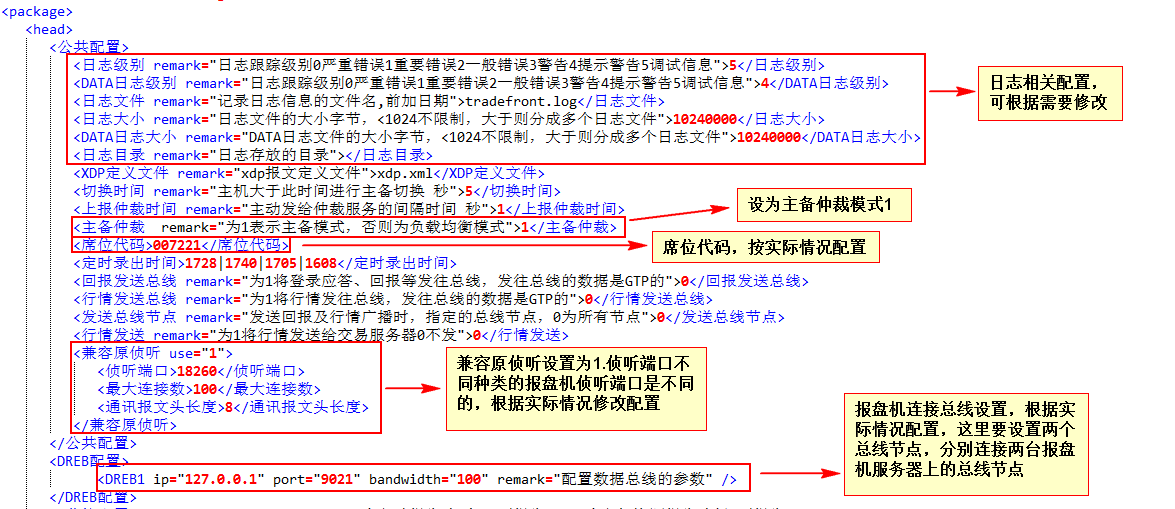 <package>
<head>
<公共配置>
<日志级别 remark="日志跟踪级别0严重错误1重要错误2一般错误3警告4提示警告5调试信息">5</日志级别>
<DATA日志级别 remark="日志跟踪级别0严重错误1重要错误2一般错误3警告4提示警告5调试信息">4</DATA日志级别>
<日志文件 remark="记录日志信息的文件名,前加日期">tradefront.log</日志文件>
<日志大小 remark="日志文件的大小字节，<1024不限制，大于则分成多个日志文件">10240000</日志大小>
<DATA日志大小 remark="DATA日志文件的大小字节，<1024不限制，大于则分成多个日志文件">10240000</DATA日志大小>
<日志目录 remark="日志存放的目录"></日志目录>
日志相关配置，
可根据需要修改
<XDP定义文件 remark="xdp报文定义文件">xdp.xml</XDP定义文件>
<切换时间 remark="主机大于此时间进行主备切换 秒">5</切换时间>
<上报仲裁时间 remark="主动发给仲裁服务的间隔时间 秒">1</上报仲裁时间>
<主备仲裁 remark="为1表示主备模式，否则为负载均衡模式">1</主备仲裁>
设为主备仲裁模式1
<席位代码>007221</席位代码>
席位代码，按实际情况配置
<定时录出时间>1728|1740|1705|1608</定时录出时间>
<回报发送总线 remark="为1将登录应答、回报等发往总线，发往总线的数据是GTP的">0</回报发送总线>
<行情发送总线 remark="为1将行情发往总线，发往总线的数据是GTP的">0</行情发送总线>
<发送总线节点 remark="发送回报及行情广播时，指定的总线节点，0为所有节点">0</发送总线节点>
<行情发送 remark="为1将行情发送给交易服务器0不发">0</行情发送>
<兼容原侦听 use="1">
<侦听端口>18260</侦听端口>
<最大连接数>100</最大连接数>
<通讯报文头长度>8</通讯报文头长度>
</兼容原侦听>
兼容原侦听设置为1.侦听端口不
同种类的报盘机侦听端口是不同
的，根据实际情况修改配置
</公共配置>
<DREB配置>
<DREB1 ip="127.0.0.1" port="9021" bandwidth="100" remark="配置数据总线的参数" />
</DREB配置>
报盘机连接总线设置，根据实
际情况配置，这里要设置两个
总线节点，分别连接两台报盘
机服务器上的总线节点